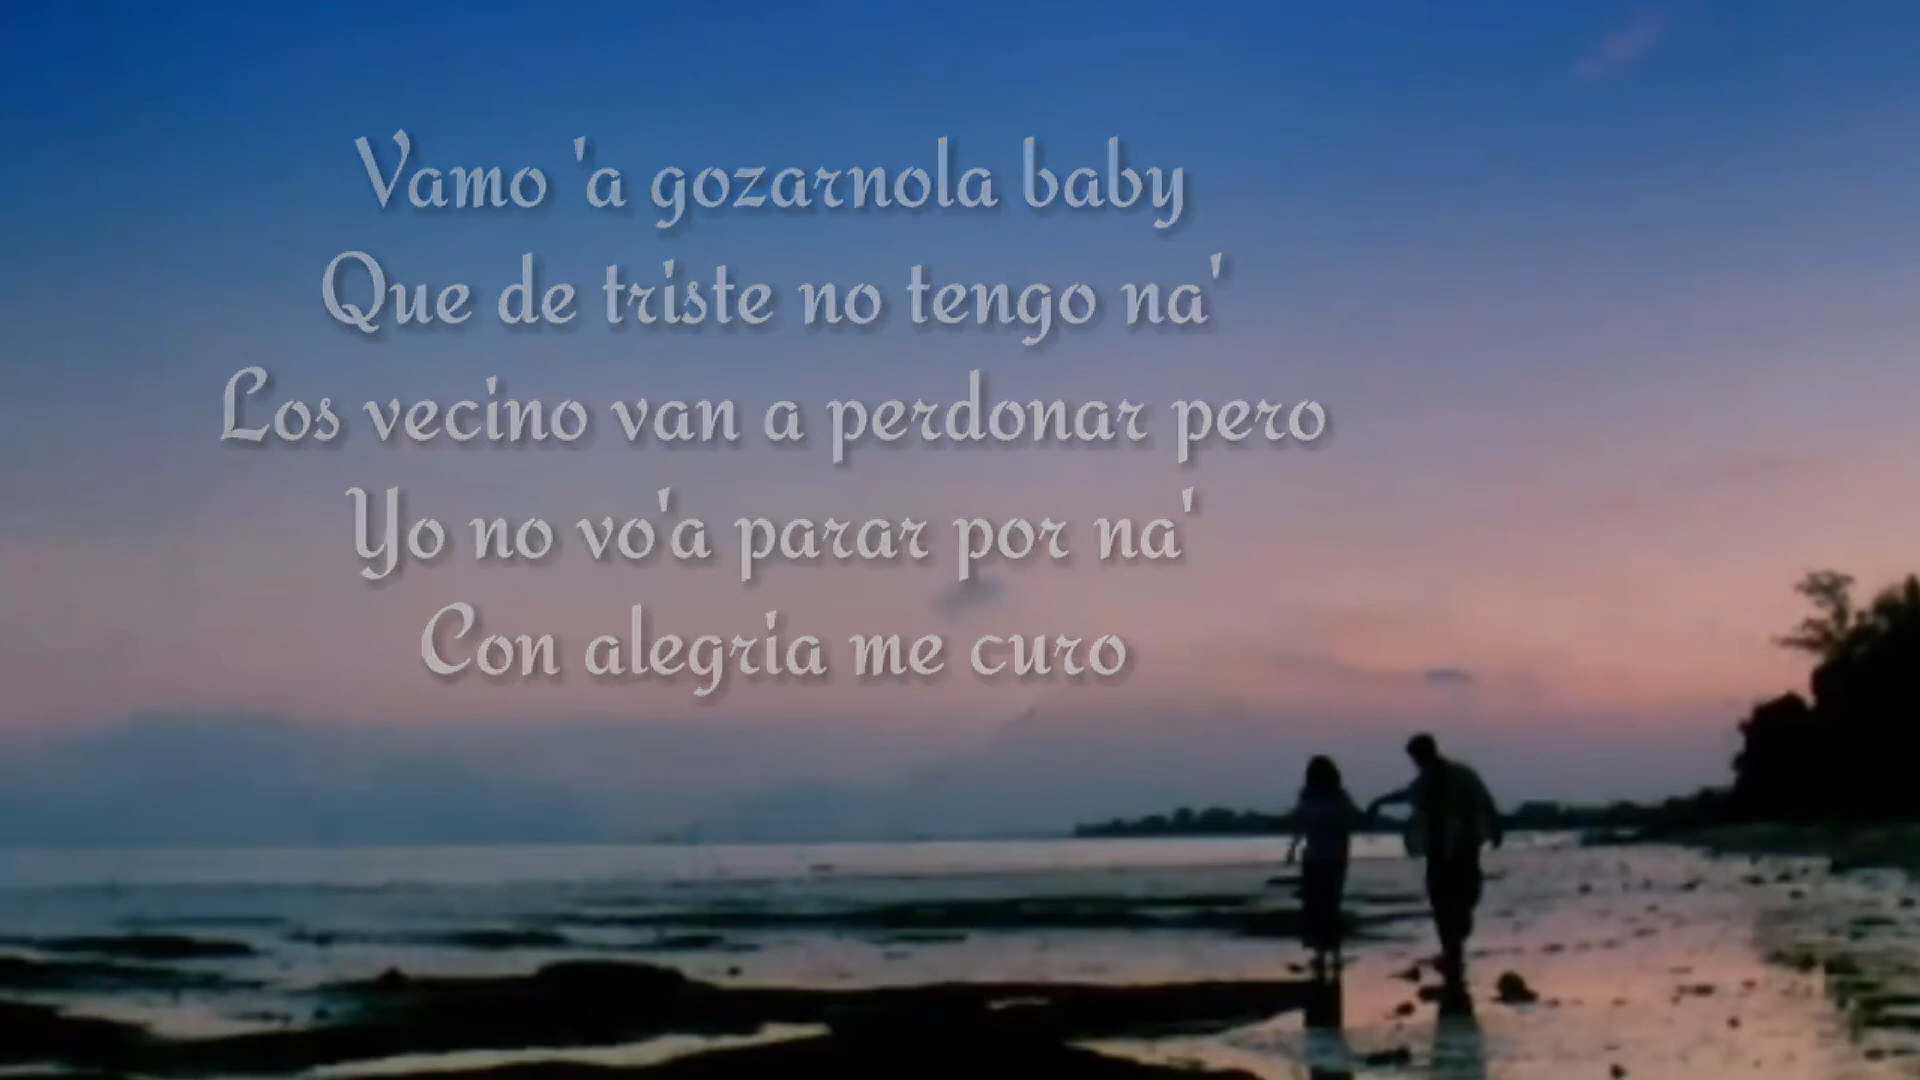 Vamo 'a gozarnola baby
Que de triste no tengo na'
Los vecino van a perdonar pero
Yo no vo'a parar por na'
Con alegria me curo